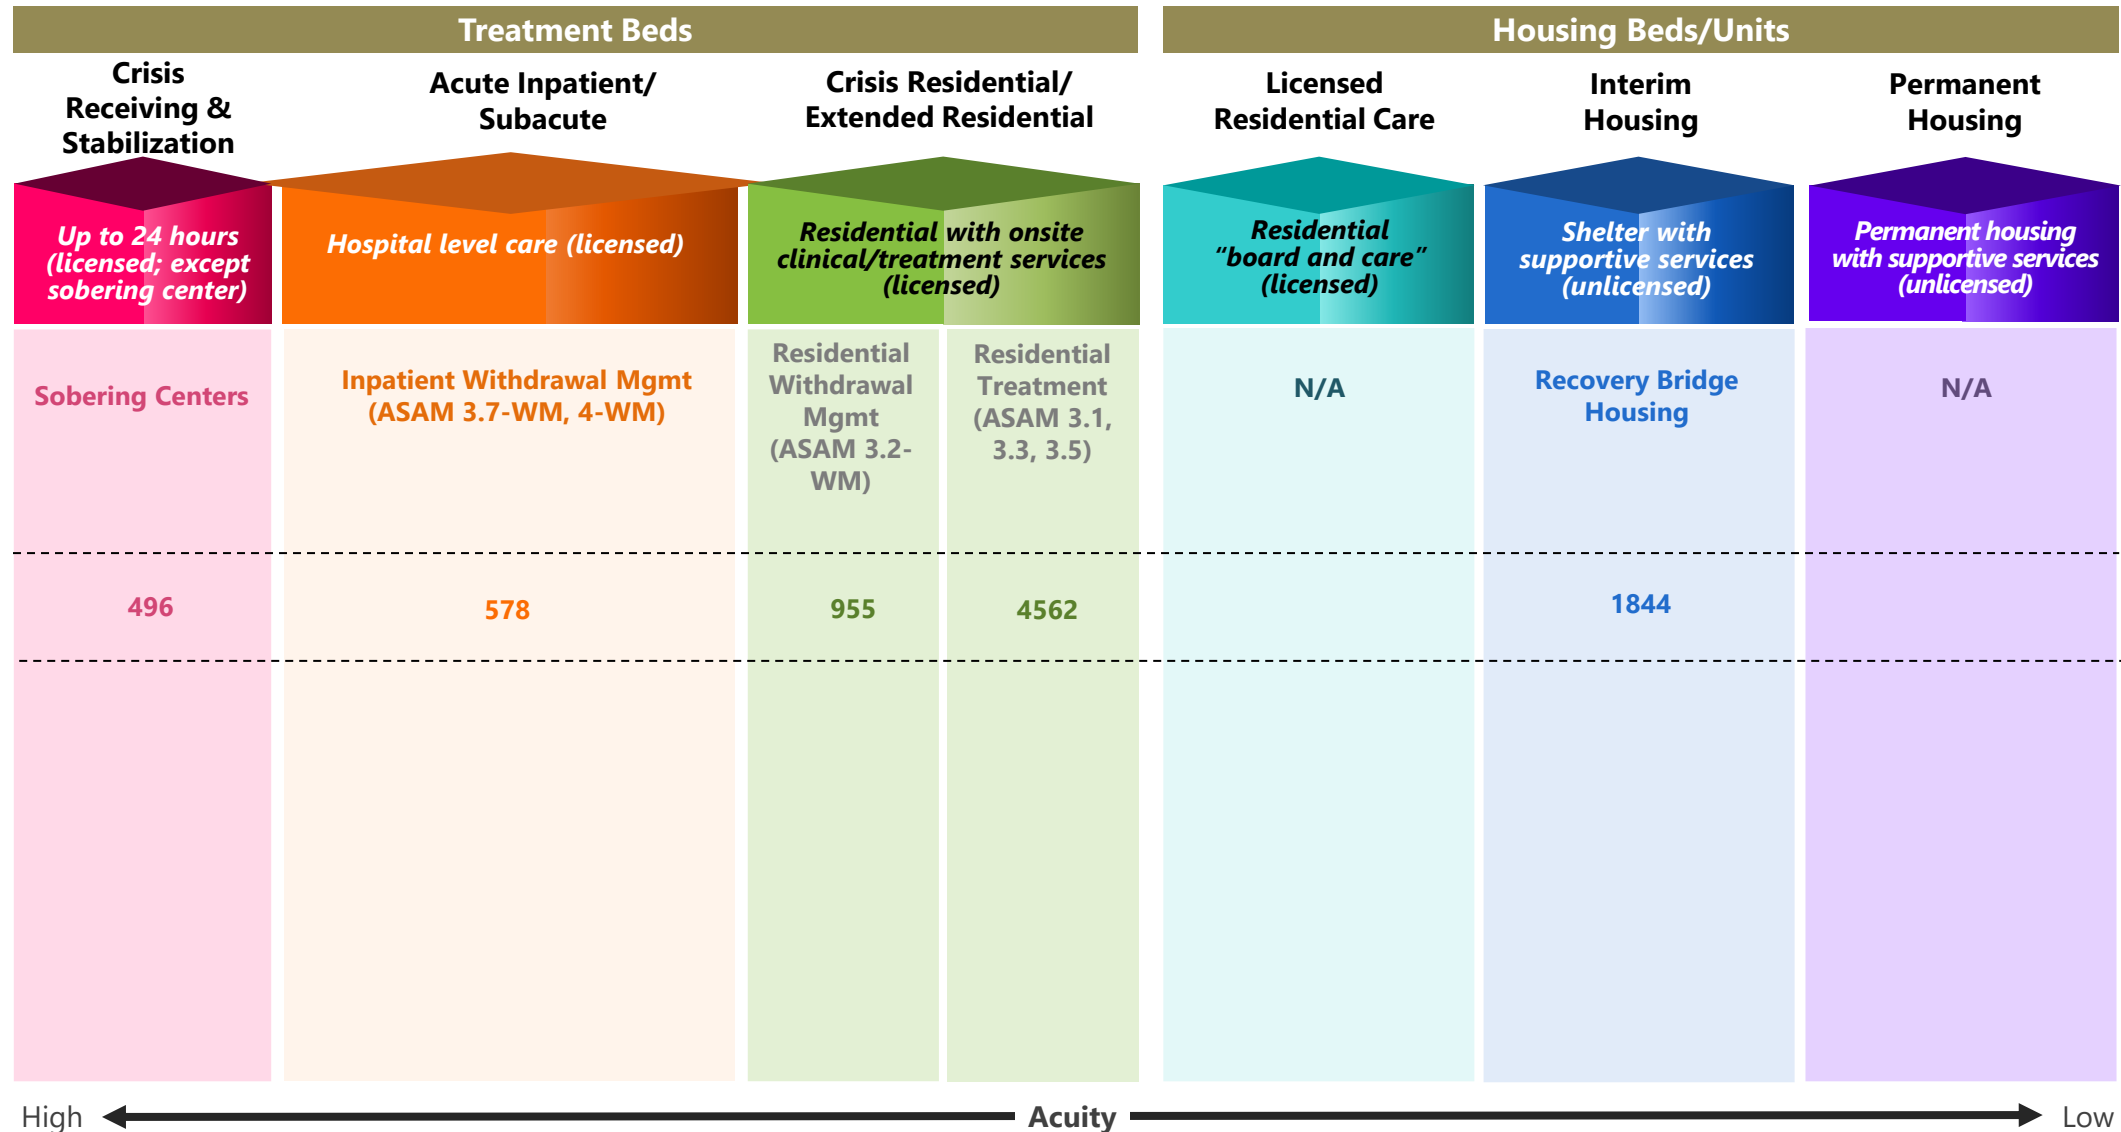 Treatment Beds
Housing Beds/Units
Crisis
Receiving &
Stabilization
Acute Inpatient/
Subacute
Crisis Residential/
Extended Residential
Licensed
Residential Care
Interim
Housing
Permanent
Housing
Up to 24 hours
(licensed; except
sobering center)
Hospital level care (licensed)
Residential with onsite
clinical/treatment services
(licensed)
Residential
“board and care”
(licensed)
Shelter with
supportive services
(unlicensed)
Permanent housing
with supportive services
(unlicensed)
Sobering Centers
Inpatient Withdrawal Mgmt
(ASAM 3.7-WM, 4-WM)
Residential
Withdrawal
Mgmt
(ASAM 3.2-
WM)
Residential
Treatment
(ASAM 3.1,
3.3, 3.5)
N/A
Recovery Bridge
Housing
N/A
496
578
955
4562
1844
High
Acuity
Low